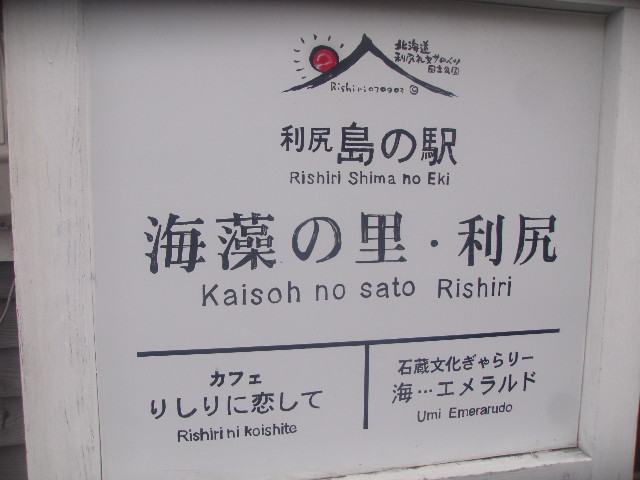 北海道
利尻礼文サロベツ
国立公園
Rishiri 070907 ©
利尻 島の駅
Rishiri Shima no Eki
海藻の里・利尻
Kaisoh no sato Rishiri
カフェ
りしりに恋して
Rishiri ni koishite
石蔵文化ぎゃらりー
海…エメラルド
Umi Emerarudo